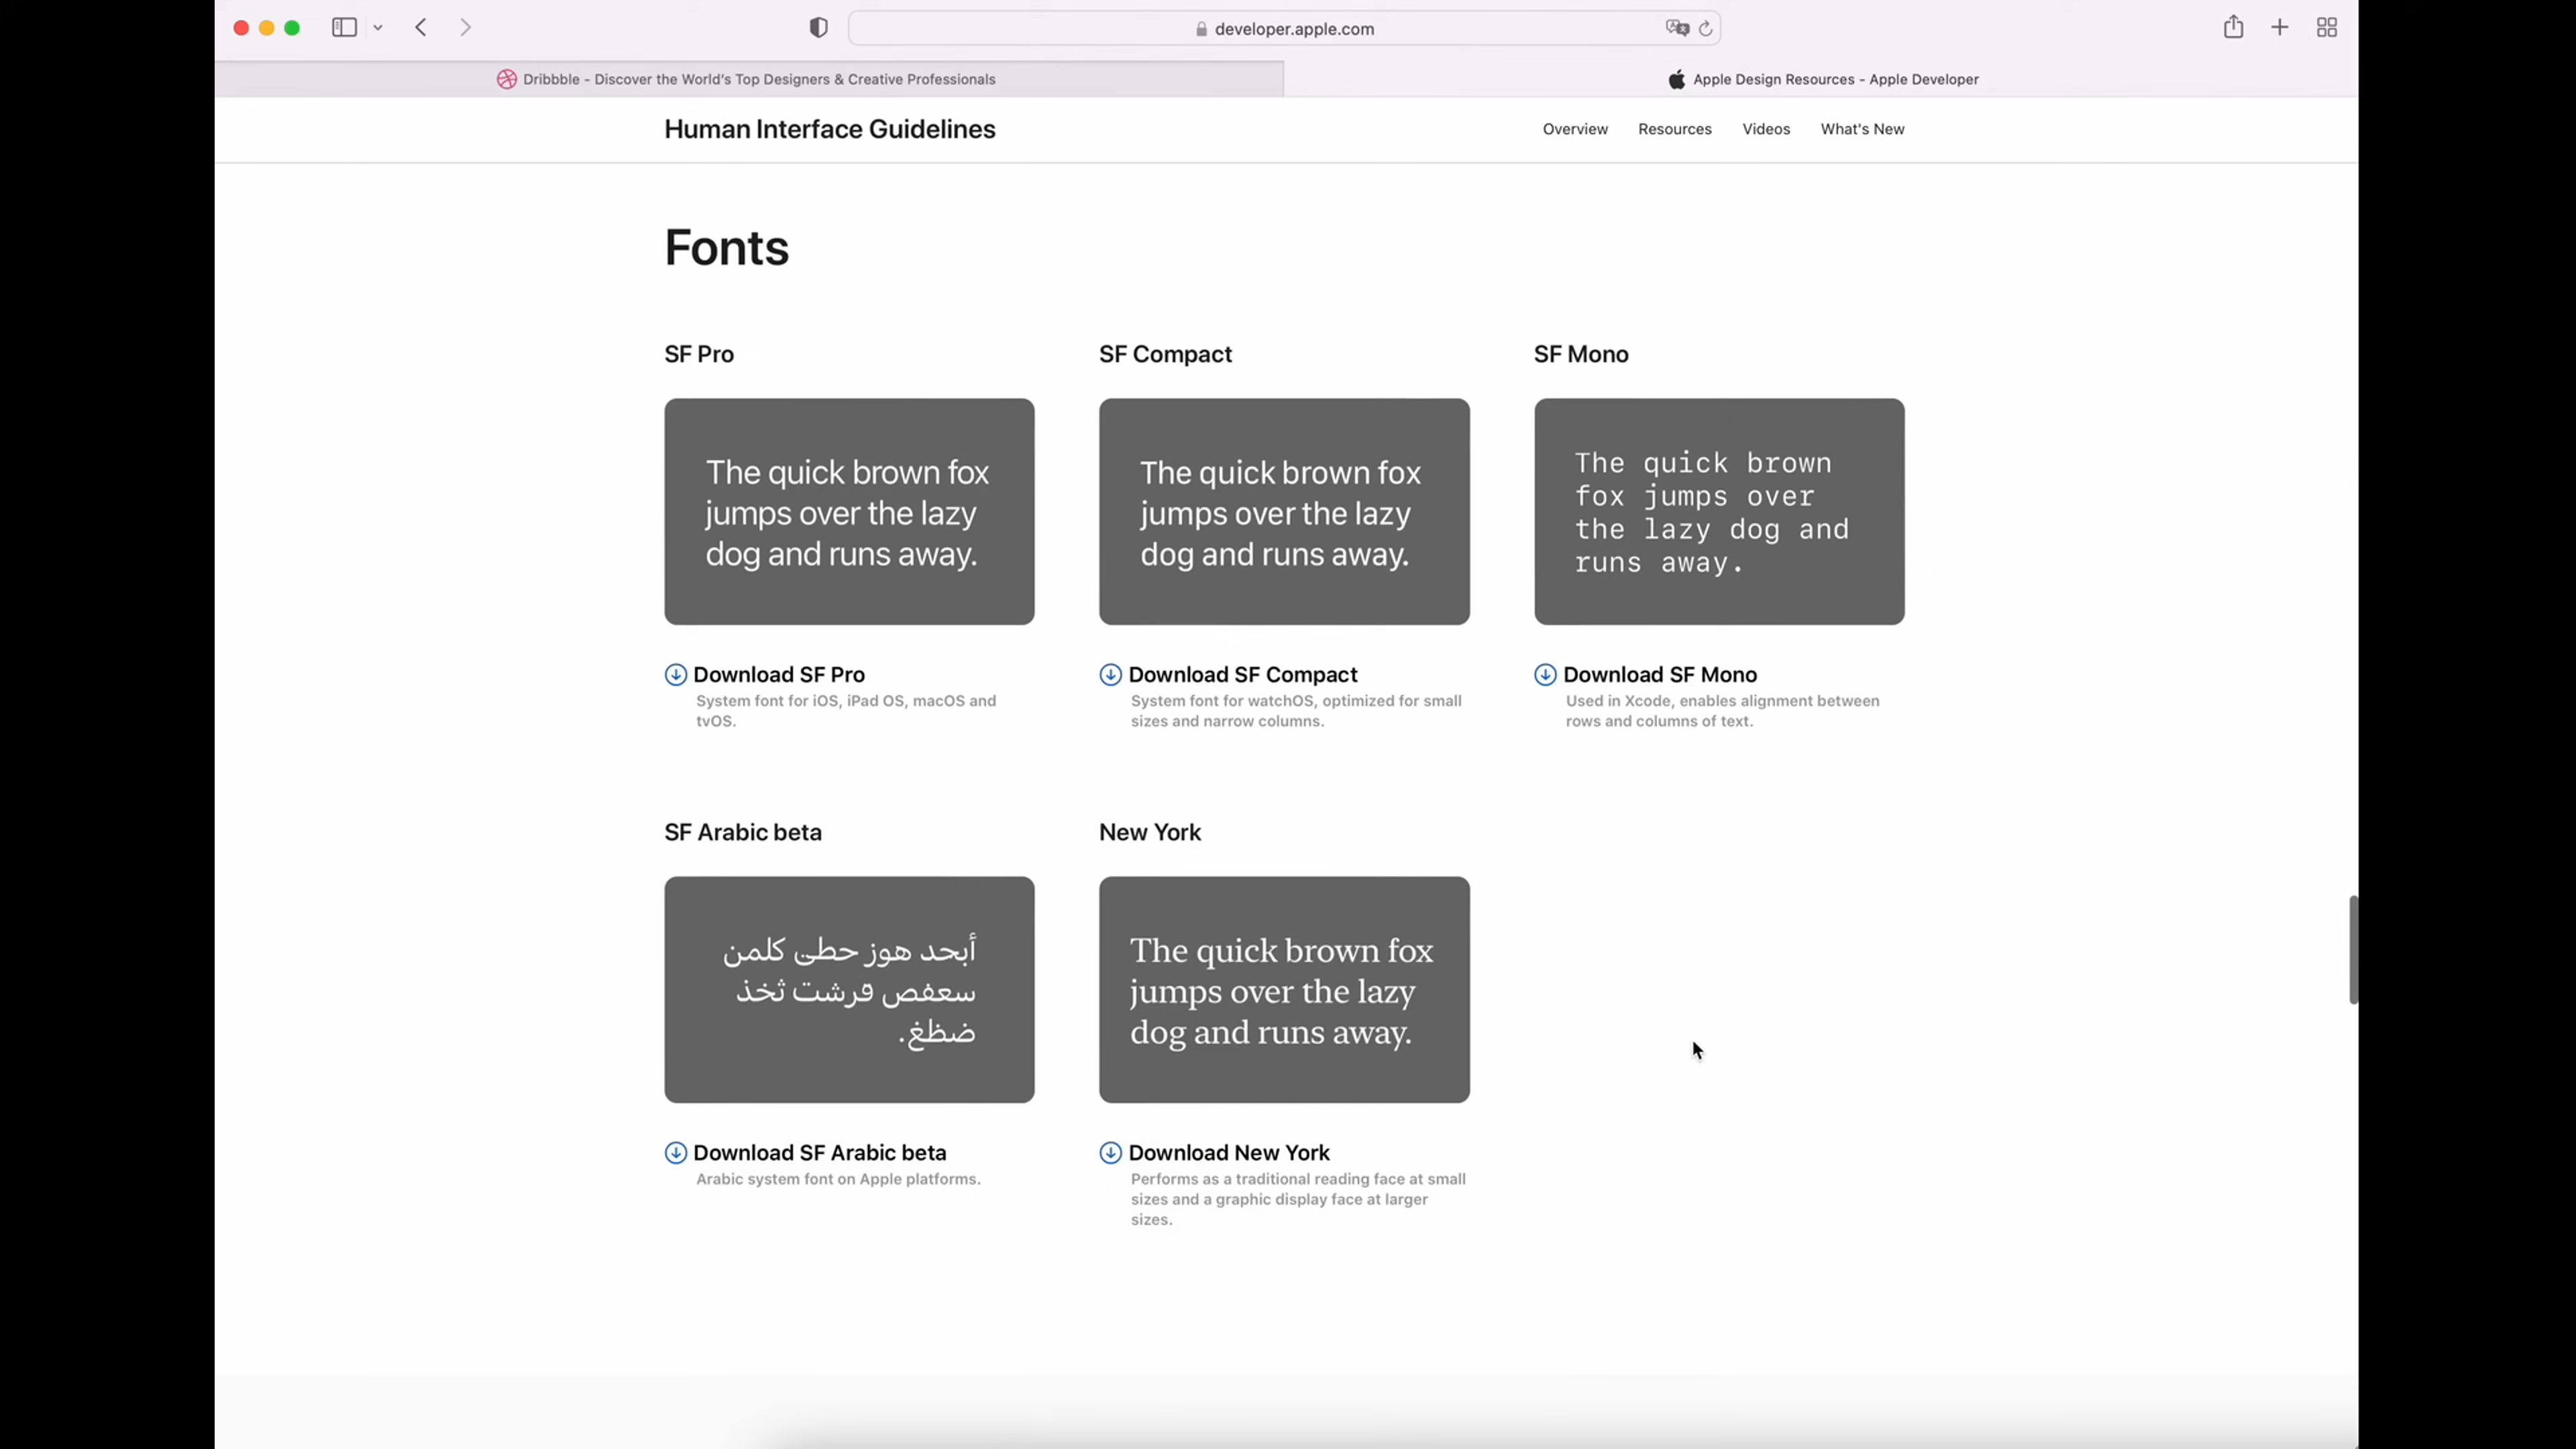 developer.apple.com
Dribbble - Discover the World's Top Designers & Creative Professionals
Apple Design Resources - Apple Developer
Human Interface Guidelines
Overview
Resources
Videos
What's New
Fonts
SF Pro
The quick brown fox
jumps over the lazy
dog and runs away.
Download SF Pro
System font for iOS, iPad OS, macOS and
tvOS.
SF Compact
The quick brown fox
jumps over the lazy
dog and runs away.
Download SF Compact
System font for watchOS, optimized for small
sizes and narrow columns.
SF Mono
The quick brown
fox jumps over
the lazy dog and
runs away.
Download SF Mono
Used in Xcode, enables alignment between
rows and columns of text.
SF Arabic beta
أبجد هوز حطي كلمن
سعفص قرشت ثخذ
ضظغ.
Download SF Arabic beta
Arabic system font on Apple platforms.
New York
The quick brown fox
jumps over the lazy
dog and runs away.
Download New York
Performs as a traditional reading face at small
sizes and a graphic display face at larger
sizes.